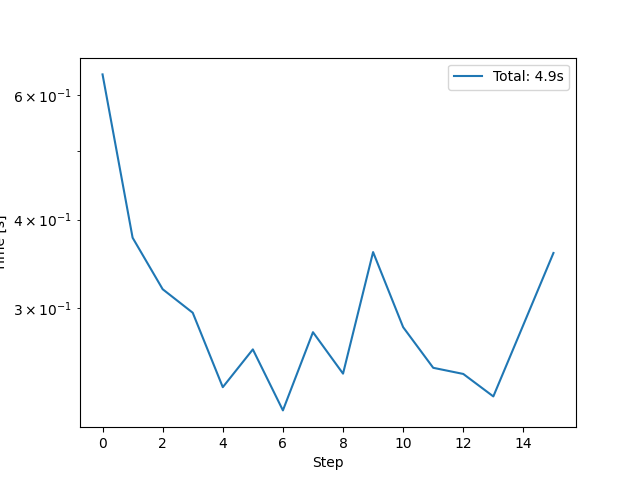 Total: 4.9s
6 × 10⁻¹
4 × 10⁻¹
3 × 10⁻¹
Time [s]
0 2 4 6 8 10 12 14
Step